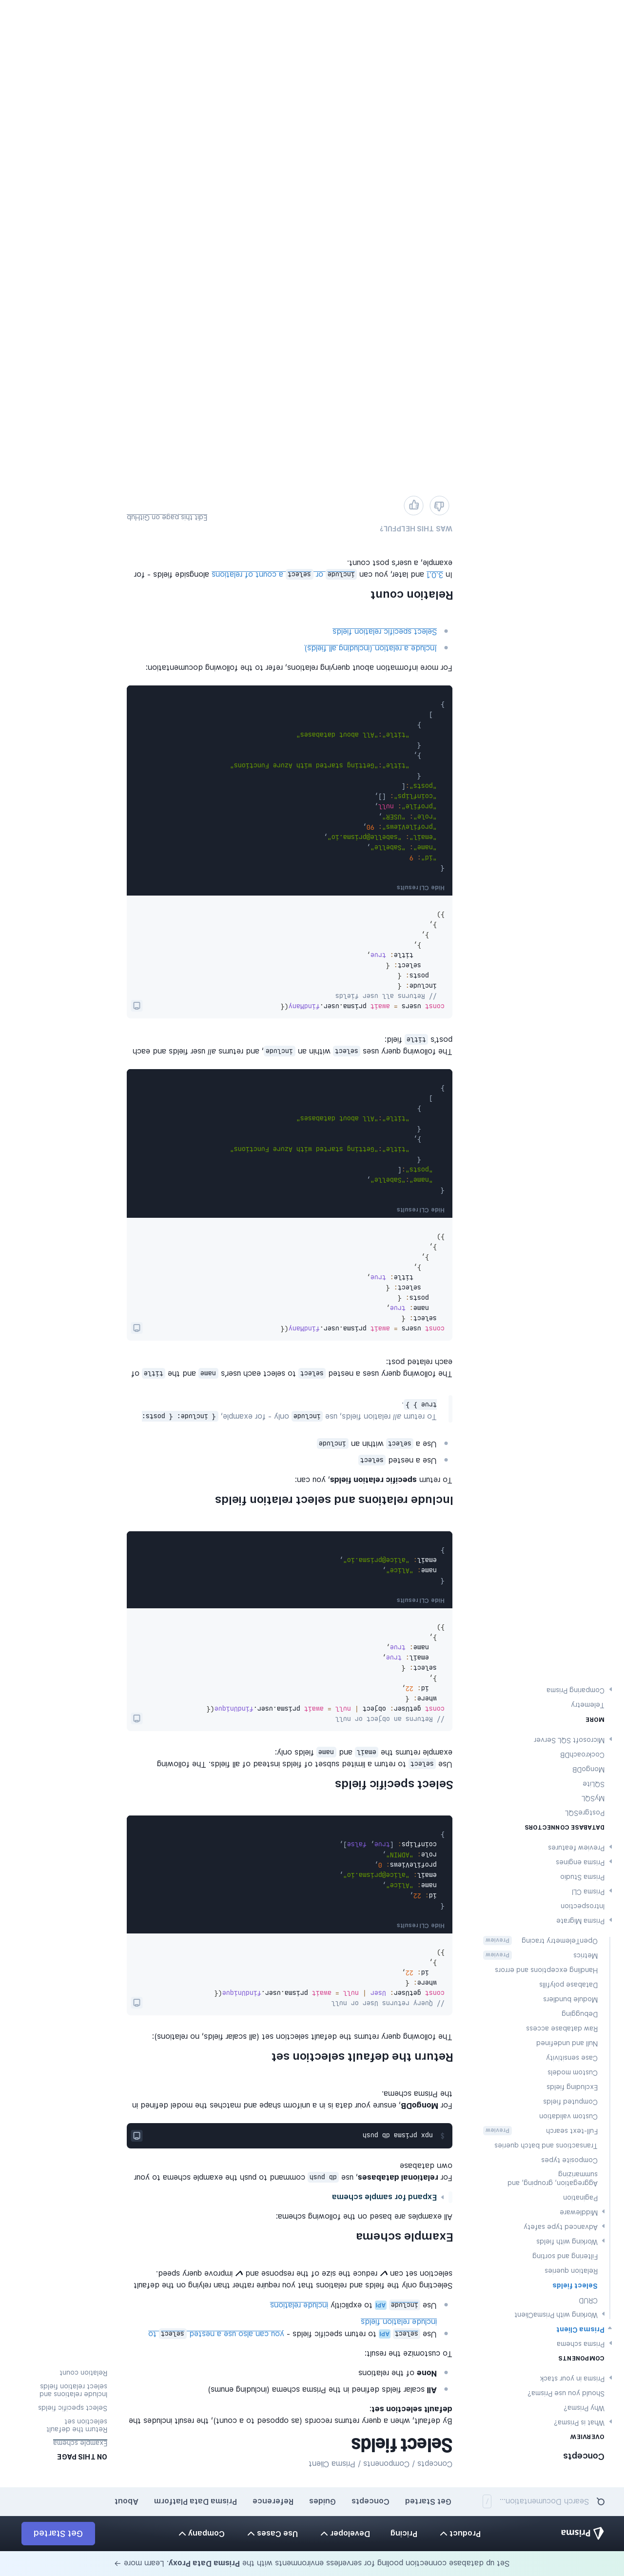 Set up database connection pooling for serverless environments with the Prisma Data Proxy. Learn more →
Prisma
Product
Pricing
Developer
Use Cases
Company
Get Started
Search Documentation... /
Get Started
Concepts
Guides
Reference
Prisma Data Platform
About
Concepts
OVERVIEW
What is Prisma?
Why Prisma?
Should you use Prisma?
Prisma in your stack
COMPONENTS
Prisma schema
Prisma Client
Working with PrismaClient
CRUD
Select fields
Relation queries
Filtering and sorting
Working with fields
Advanced type safety
Middleware
Pagination
Aggregation, grouping, and
summarizing
Composite types
Transactions and batch queries
Full-text search Preview
Custom validation
Computed fields
Excluding fields
Custom models
Case sensitivity
Null and undefined
Raw database access
Debugging
Module bundlers
Database polyfills
Handling exceptions and errors
Metrics Preview
OpenTelemetry tracing Preview
Prisma Migrate
Introspection
Prisma CLI
Prisma Studio
Prisma engines
Preview features
DATABASE CONNECTORS
PostgreSQL
MySQL
SQLite
MongoDB
CockroachDB
Microsoft SQL Server
MORE
Telemetry
Comparing Prisma
Concepts / Components / Prisma Client
Select fields
By default, when a query returns records (as opposed to a count), the result includes the
default selection set:
All scalar fields defined in the Prisma schema (including enums)
None of the relations
To customize the result:
Use select API to return specific fields - you can also use a nested select to
include relation fields
Use include API to explicitly include relations
Selecting only the fields and relations that you require rather than relying on the default
selection set can ✔ reduce the size of the response and ✔ improve query speed.
Example schema
All examples are based on the following schema:
Expand for sample schema
For relational databases, use db push command to push the example schema to your
own database
$ npx prisma db push
For MongoDB, ensure your data is in a uniform shape and matches the model defined in
the Prisma schema.
Return the default selection set
The following query returns the default selection set (all scalar fields, no relations):
// Query returns User or null
const getUser: User | null = await prisma.user.findUnique({
where: {
id: 22,
},
})
Hide CLI results
{
id: 22,
name: "Alice",
email: "alice@prisma.io",
profileViews: 0,
role: "ADMIN",
coinflips: [true, false],
}
Select specific fields
Use select to return a limited subset of fields instead of all fields. The following
example returns the email and name fields only:
// Returns an object or null
const getUser: object | null = await prisma.user.findUnique({
where: {
id: 22,
},
select: {
email: true,
name: true,
},
})
Hide CLI results
{
name: "Alice",
email: "alice@prisma.io",
}
Include relations and select relation fields
To return specific relation fields, you can:
Use a nested select
Use a select within an include
To return all relation fields, use include only - for example, { include: { posts:
true } }.
The following query uses a nested select to select each user's name and the title of
each related post:
const users = await prisma.user.findMany({
select: {
name: true,
posts: {
select: {
title: true,
},
},
},
})
Hide CLI results
{
"name":"Sabelle",
"posts":[
{
"title":"Getting started with Azure Functions"
},
{
"title":"All about databases"
}
]
}
The following query uses select within an include, and returns all user fields and each
post's title field:
const users = await prisma.user.findMany({
// Returns all user fields
include: {
posts: {
select: {
title: true,
},
},
},
})
Hide CLI results
{
"id": 9
"name": "Sabelle",
"email": "sabelle@prisma.io",
"profileViews": 90,
"role": "USER",
"profile": null,
"coinflips": [],
"posts":[
{
"title":"Getting started with Azure Functions"
},
{
"title":"All about databases"
}
]
}
For more information about querying relations, refer to the following documentation:
Include a relation (including all fields)
Select specific relation fields
Relation count
In 3.0.1 and later, you can include or select a count of relations alongside fields - for
example, a user's post count.
WAS THIS HELPFUL?
Edit this page on GitHub
ON THIS PAGE
Example schema
Return the default
selection set
Select specific fields
Include relations and
select relation fields
Relation count